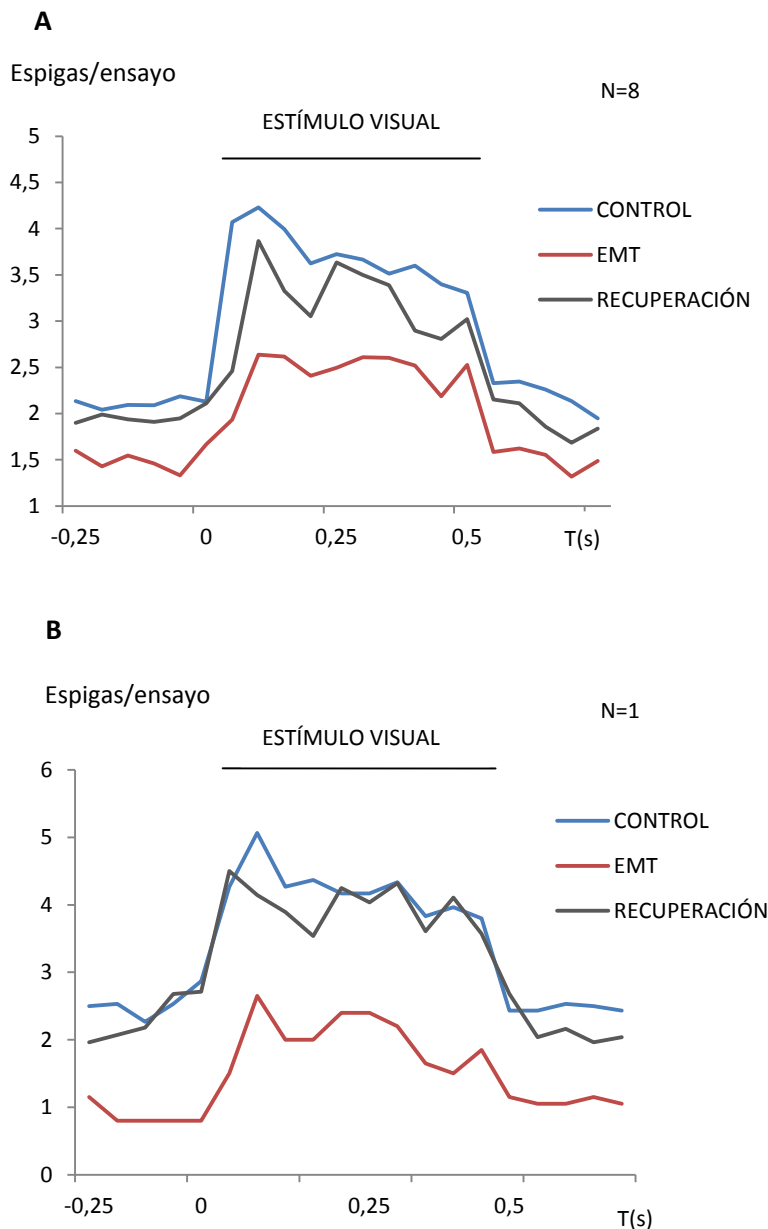 A
Espigas/ensayo
N=8
ESTÍMULO VISUAL
5
4,5
4
3,5
3
2,5
2
1,5
1
CONTROL
EMT
RECUPERACIÓN
-0,25 0 0,25 0,5 T(s)
B
Espigas/ensayo
N=1
ESTÍMULO VISUAL
6
5
4
3
2
1
0
CONTROL
EMT
RECUPERACIÓN
-0,25 0 0,25 0,5 T(s)